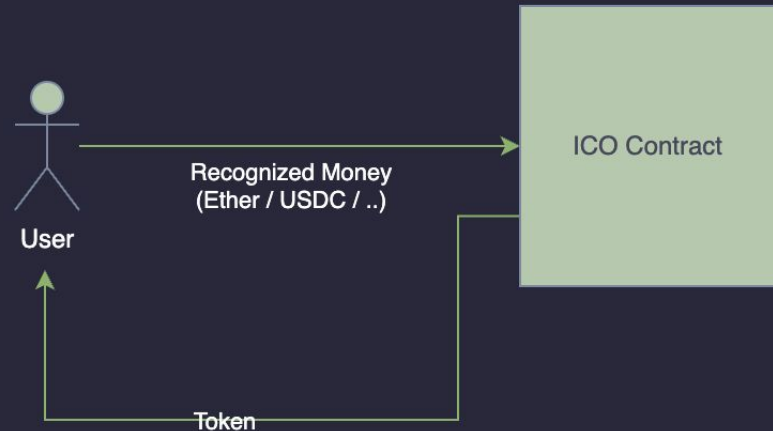 ICO Contract
Recognized Money
(Ether / USDC / ..)
User
Token